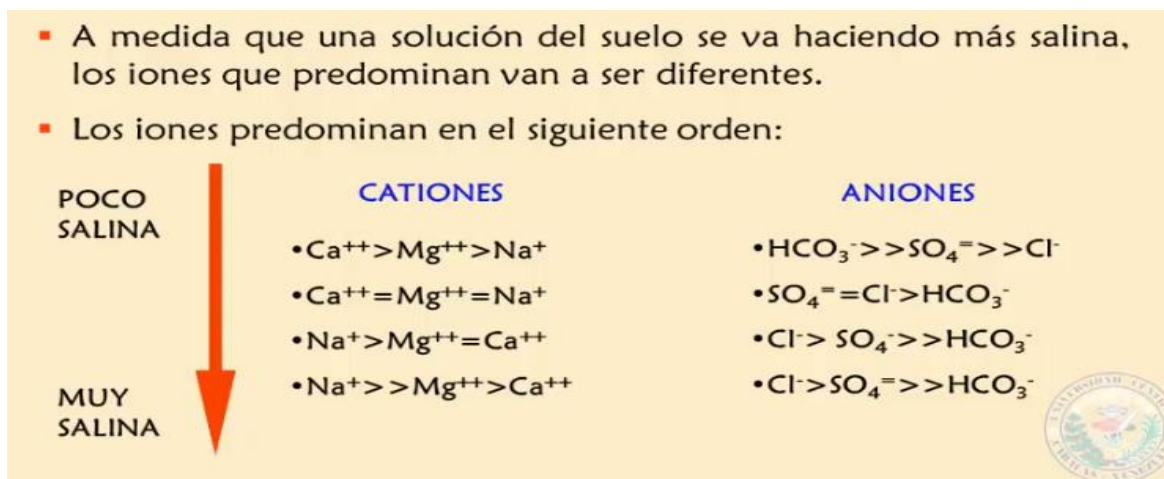 ▪ A medida que una solución del suelo se va haciendo más salina,
los iones que predominan van a ser diferentes.
▪ Los iones predominan en el siguiente orden:
POCO
SALINA
CATIONES
ANIONES
•Ca⁺⁺>Mg⁺⁺>Na⁺
•HCO₃⁻>>SO₄⁼>>Cl⁻
•Ca⁺⁺=Mg⁺⁺=Na⁺
•SO₄⁼=Cl⁻>HCO₃⁻
•Na⁺>Mg⁺⁺=Ca⁺⁺
•Cl⁻> SO₄⁻>>HCO₃⁻
•Na⁺>>Mg⁺⁺>Ca⁺⁺
•Cl⁻>SO₄⁼>>HCO₃⁻
MUY
SALINA